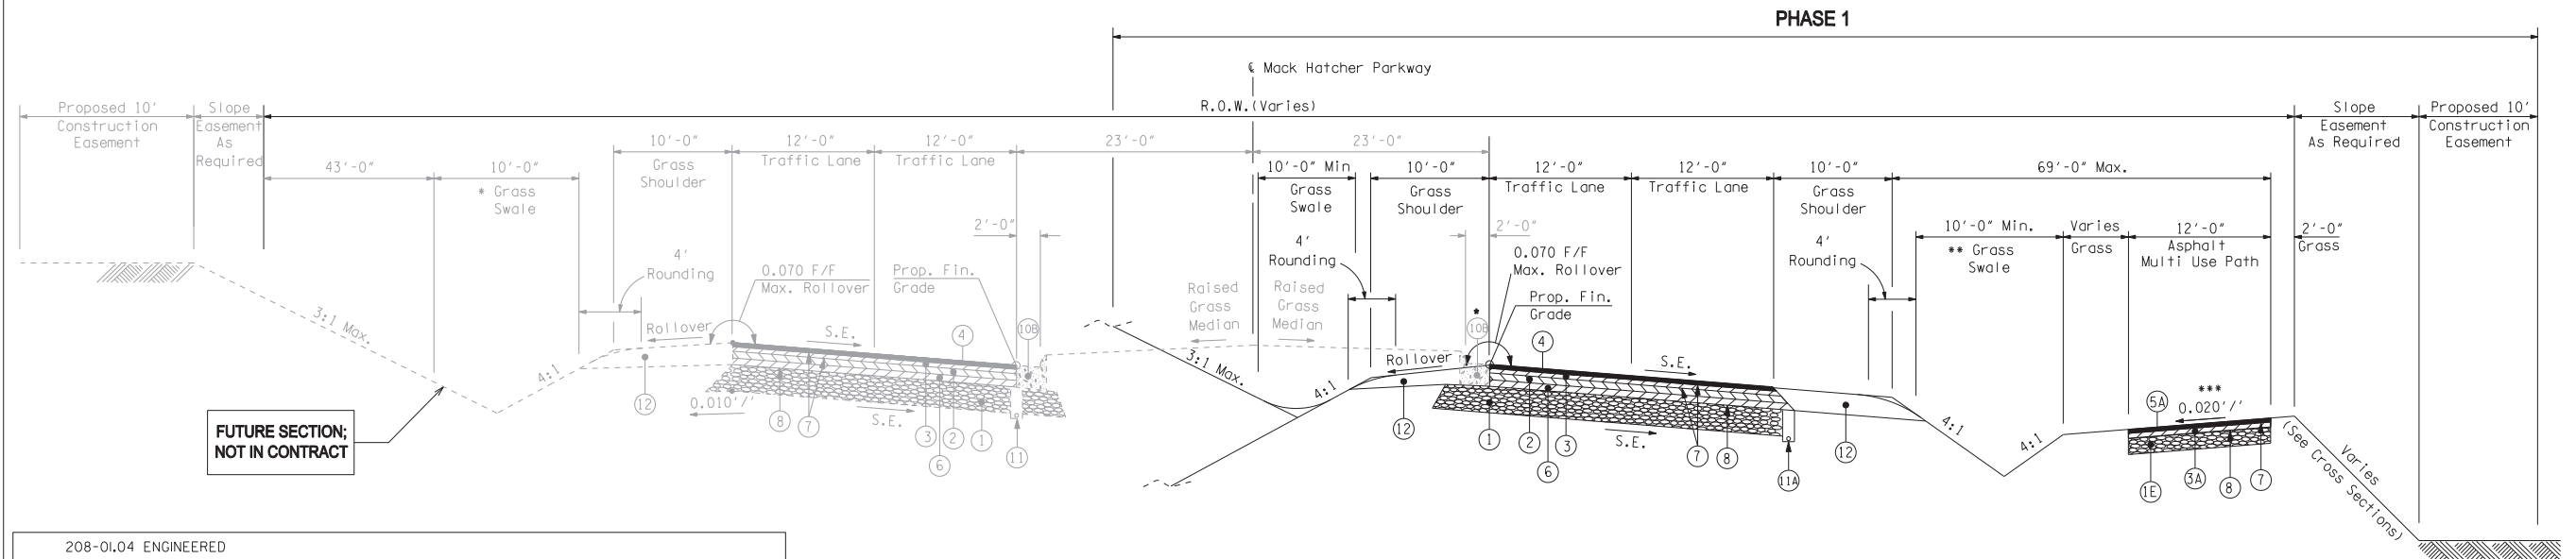 PHASE 1
℄ Mack Hatcher Parkway
R.O.W.(Varies)
Proposed 10'
Construction
Easement
Slope
Easement
As
Required
43'-0"
10'-0"
* Grass
Swale
10'-0"
Grass
Shoulder
12'-0"
Traffic Lane
12'-0"
Traffic Lane
23'-0"
23'-0"
2'-0"
4'
Rounding
0.070 F/F
Max. Rollover
Prop. Fin.
Grade
Raised
Grass
Median
Raised
Grass
Median
3:1 Max.
4:1
Rollover
S.E.
4
10B
12
0.010'/'
S.E.
8
7
3
2
1
6
11
FUTURE SECTION;
NOT IN CONTRACT
10'-0" Min
Grass
Swale
10'-0"
Grass
Shoulder
12'-0"
Traffic Lane
12'-0"
Traffic Lane
10'-0"
Grass
Shoulder
69'-0" Max.
Slope
Easement
As Required
Proposed 10'
Construction
Easement
2'-0"
4'
Rounding
0.070 F/F
Max. Rollover
Prop. Fin.
Grade
4'
Rounding
10'-0" Min.
** Grass
Swale
Varies
Grass
12'-0"
Asphalt
Multi Use Path
2'-0"
Grass
*
10B
3:1 Max.
4:1
Rollover
4
S.E.
12
1
2
6
3
S.E.
7
8
11A
12
4:1
4:1
5A
***
0.020'/'
1E
3A
8
7
Varies
(See Cross Sections)
208-01.04 ENGINEERED